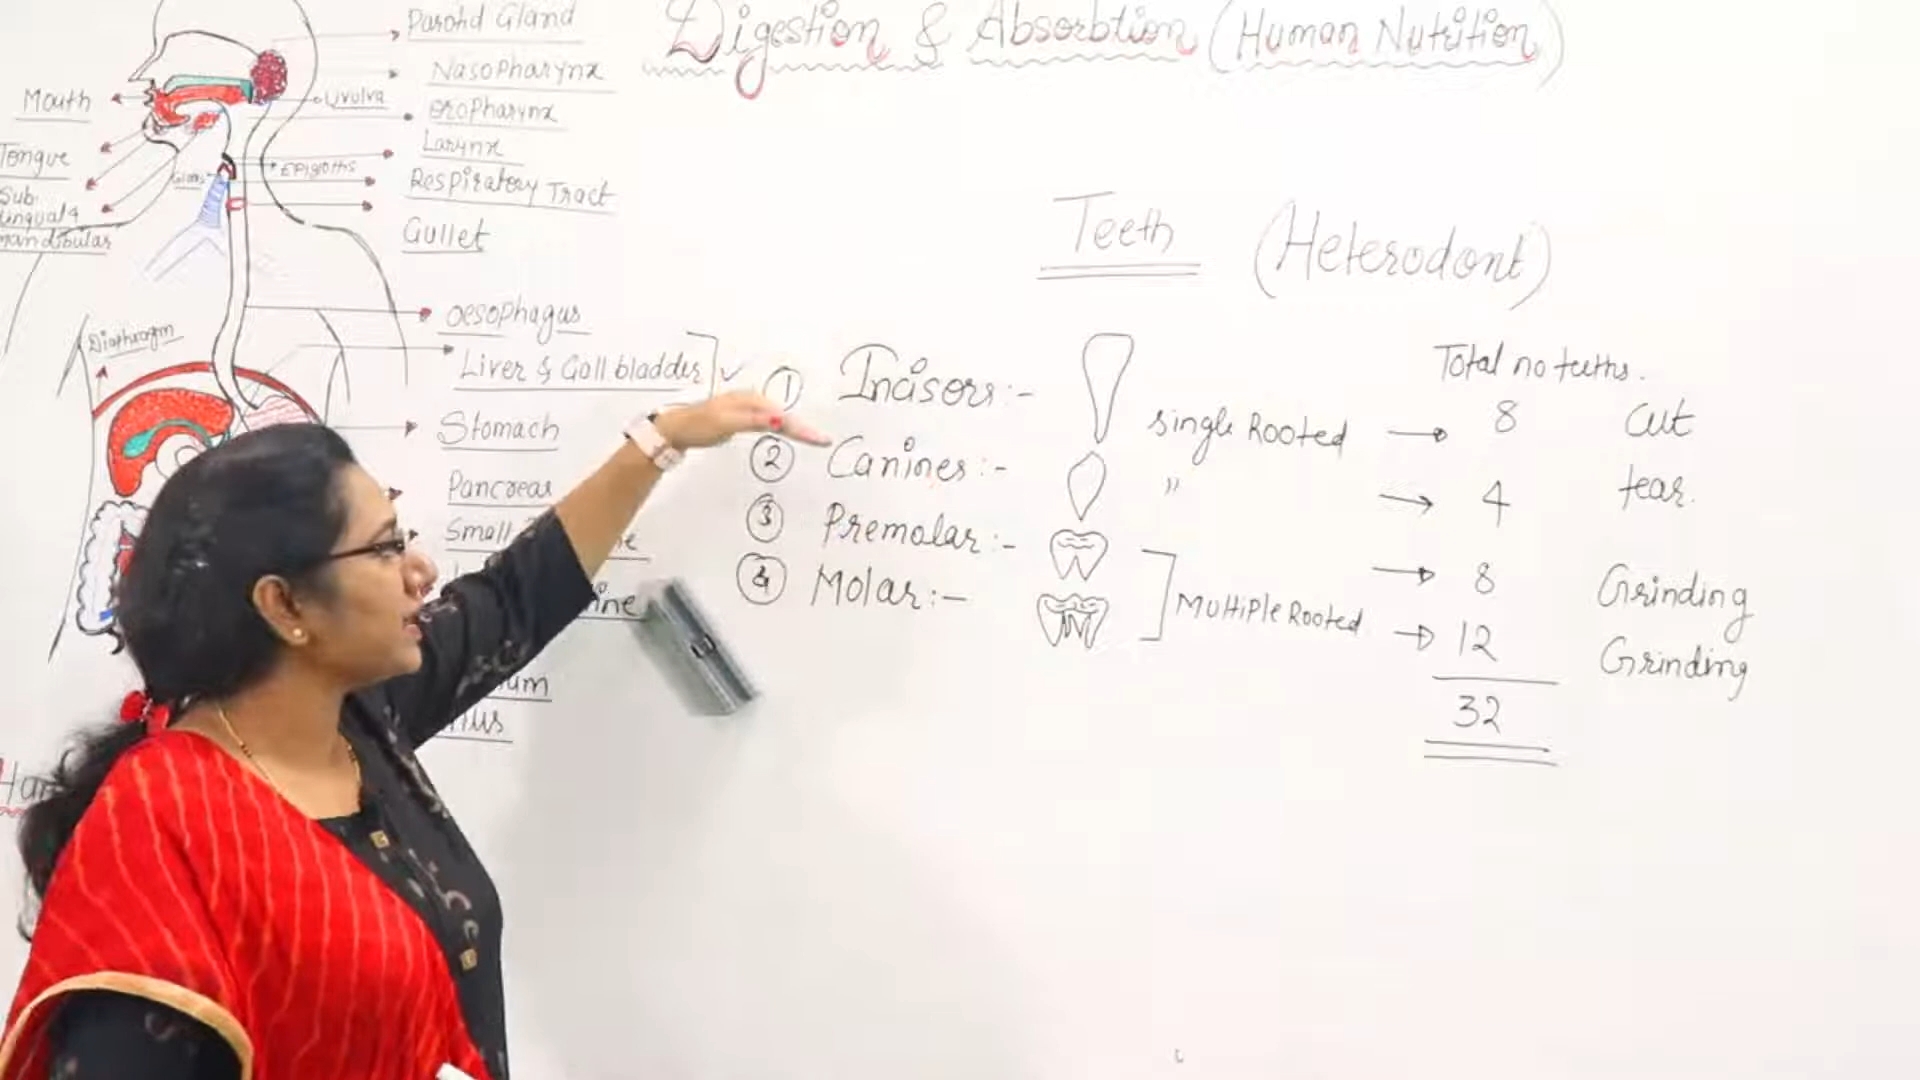 Digestion & Absorbtion (Human Nutrition)
Parotid Gland
Nasopharynx
Mouth
Uvulva
oropharynx
Larynx
Tongue
Epiglottis
Respiratory Tract
Sub-
lingual &
mandibular
Gullet
oesophagus
Diaphragm
Liver & Gall bladder
Stomach
Pancreas
Small
Teeth (Heterodont)
Total no teeths.
① Incisors:- single Rooted → 8 Cut
② Canines:- " → 4 tear.
③ Premolar:- → 8 Grinding
④ Molar:- Multiple Rooted → 12 Grinding
32